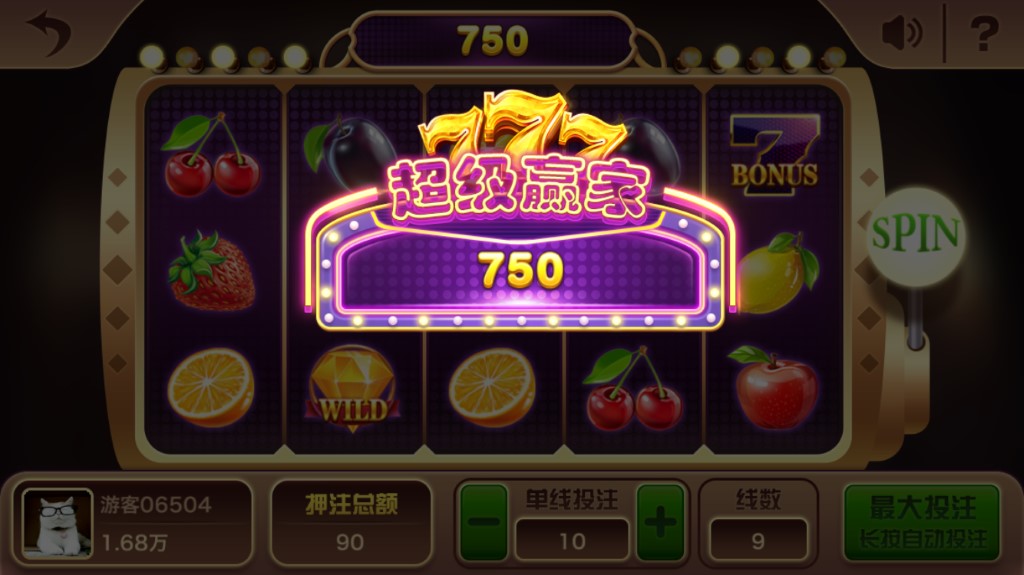 750
777
超级赢家
750
BONUS
SPIN
WILD
游客06504
1.68万
押注总额
90
单线投注
10
线数
9
最大投注
长按自动投注